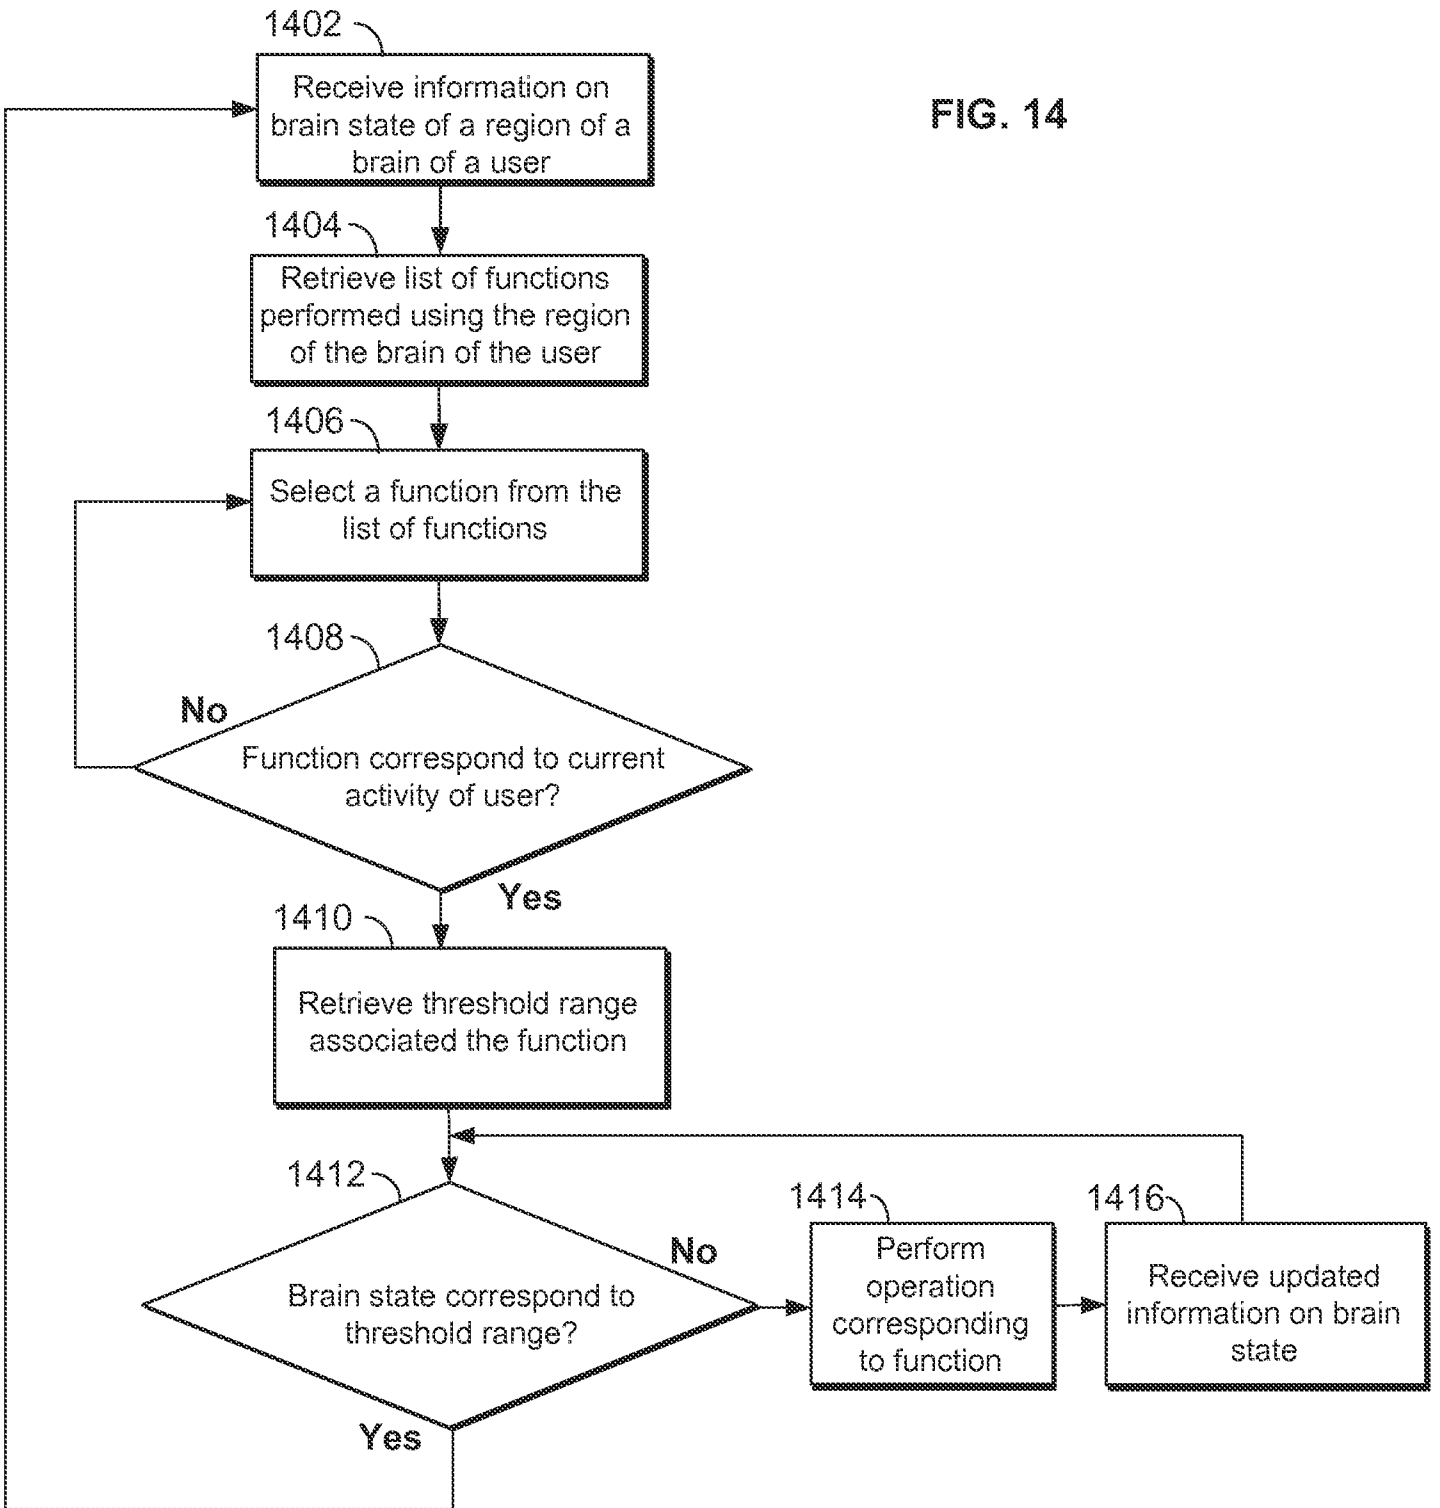 1402
Receive information on
brain state of a region of a
brain of a user
FIG. 14
1404
Retrieve list of functions
performed using the region
of the brain of the user
1406
Select a function from the
list of functions
1408
No
Function correspond to current
activity of user?
Yes
1410
Retrieve threshold range
associated the function
1412
Brain state correspond to
threshold range?
No
Yes
1414
Perform
operation
corresponding
to function
1416
Receive updated
information on brain
state